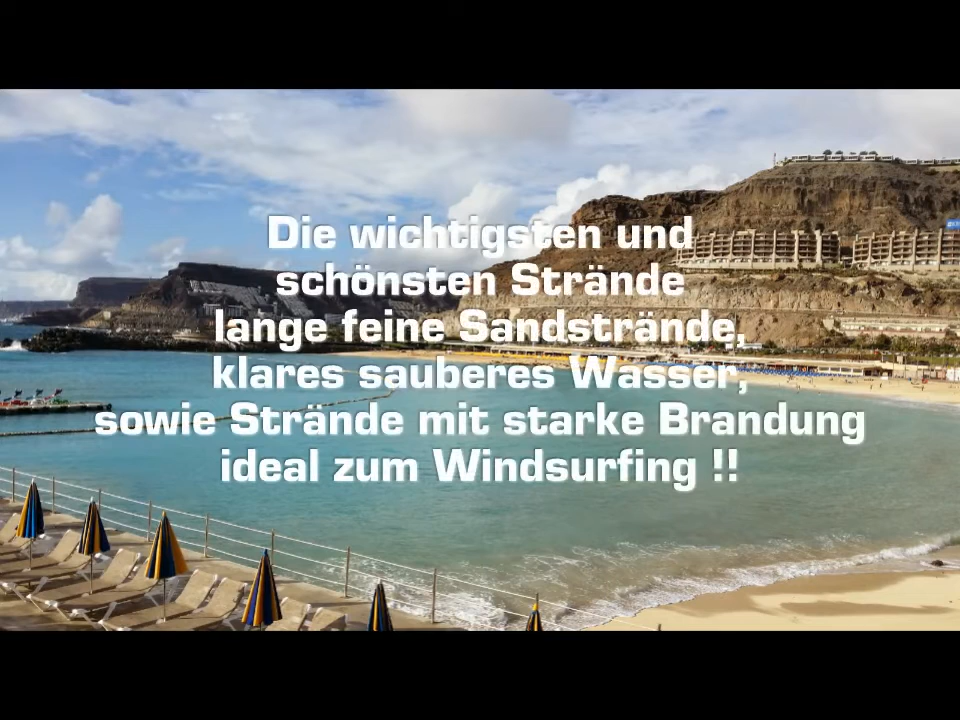 Die wichtigsten und
schönsten Strände
lange feine Sandstrände,
klares sauberes Wasser,
sowie Strände mit starke Brandung
ideal zum Windsurfing !!